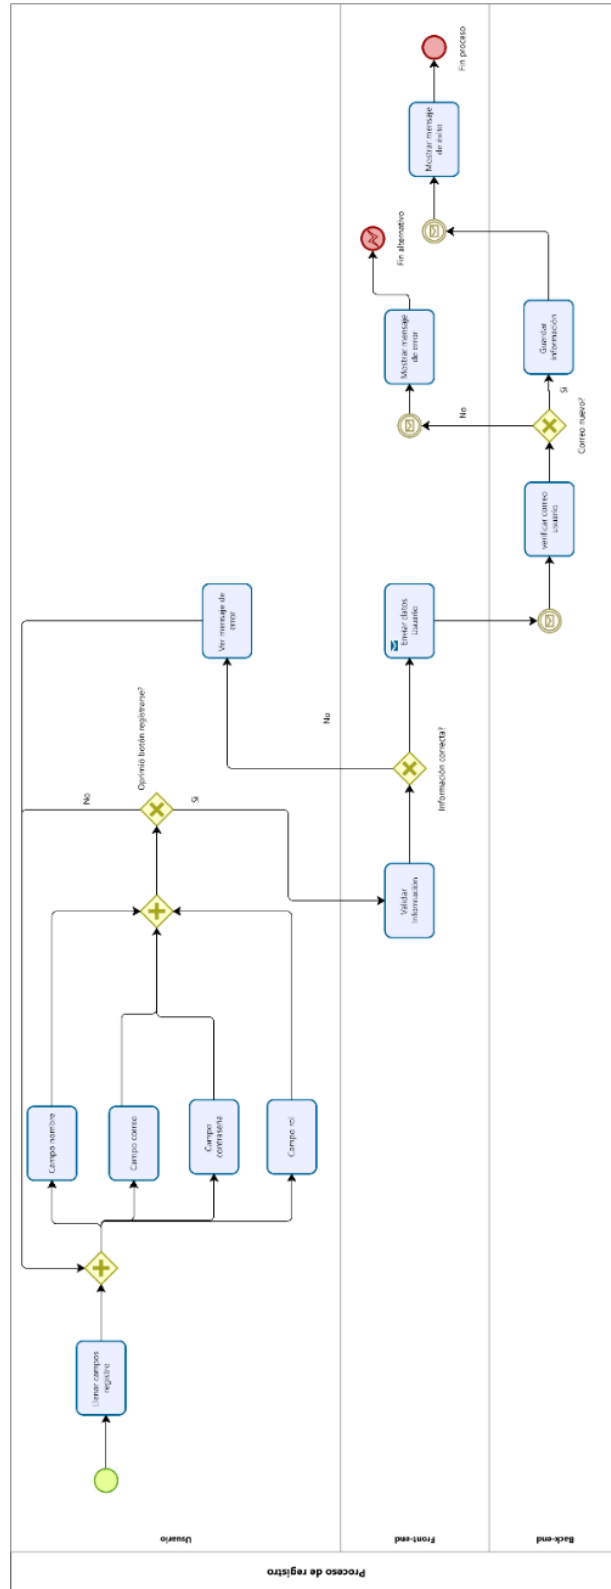 Proceso de registro
Usuario
Front-end
Back-end
Llenar campos
registro
Campo nombre
Campo correo
Campo
contraseña
Campo rol
Oprimió botón registrarse?
No
Si
Ver mensaje de
error
Validar
Información
Información correcta?
No
Enviar datos
Usuario
verificar correo
usuario
Correo nuevo?
No
Si
Mostrar mensaje
de error
Fin alternativo
Guardar
información
Mostrar mensaje
de éxito
Fin proceso